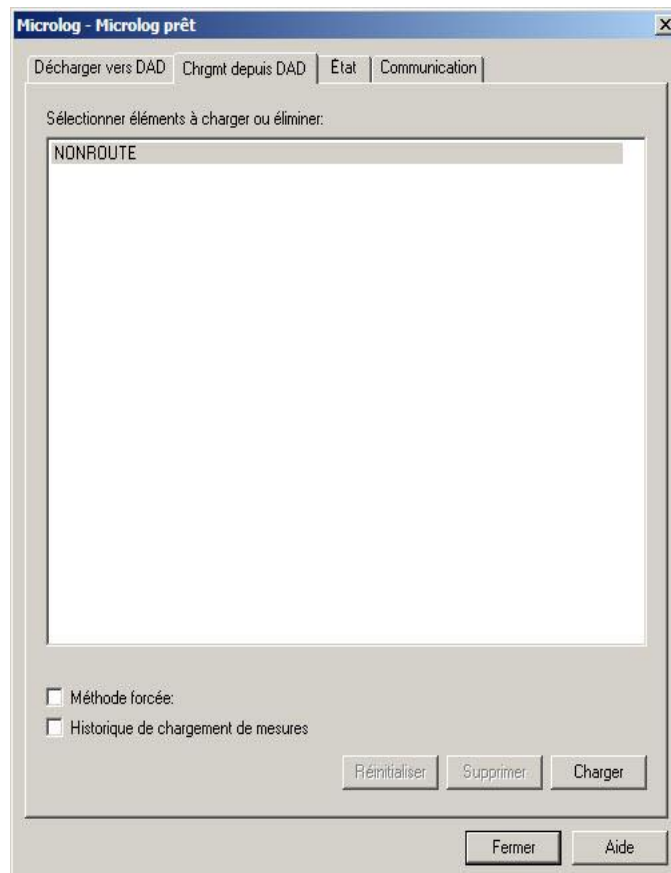 Microlog - Microlog prêt
Décharger vers DAD Chrgmt depuis DAD État Communication
Sélectionner éléments à charger ou éliminer:
NONROUTE
Méthode forcée:
Historique de chargement de mesures
Réinitialiser Supprimer Charger
Fermer Aide